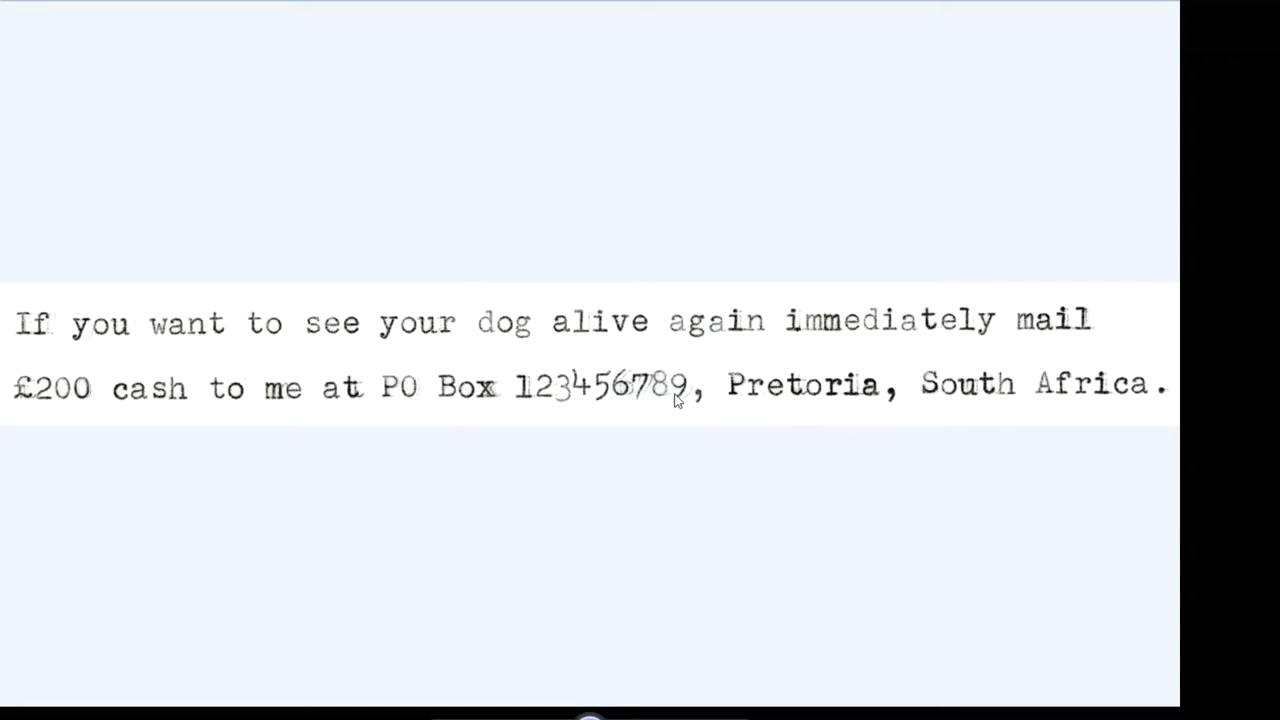 If you want to see your dog alive again immediately mail
£200 cash to me at PO Box 123456789, Pretoria, South Africa.